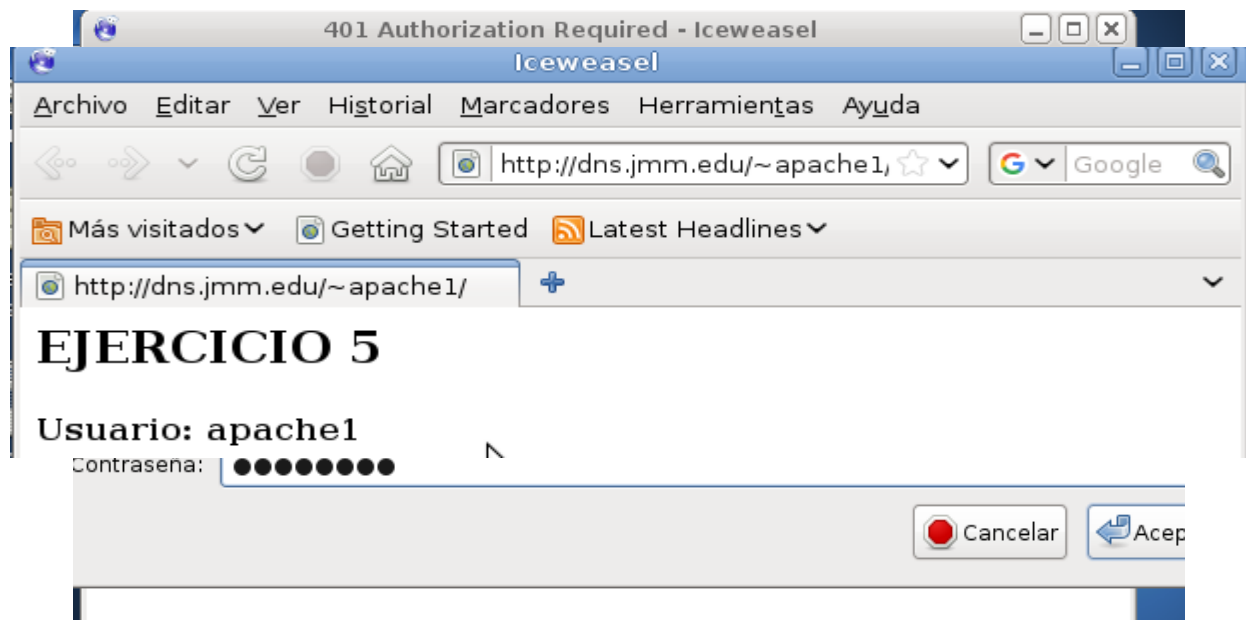 401 Authorization Required - Iceweasel
Iceweasel
Archivo Editar Ver Historial Marcadores Herramientas Ayuda
http://dns.jmm.edu/~apache1/ Google
Más visitados Getting Started Latest Headlines
http://dns.jmm.edu/~apache1/
EJERCICIO 5
Usuario: apache1
Contraseña: ●●●●●●●●
Cancelar Acep